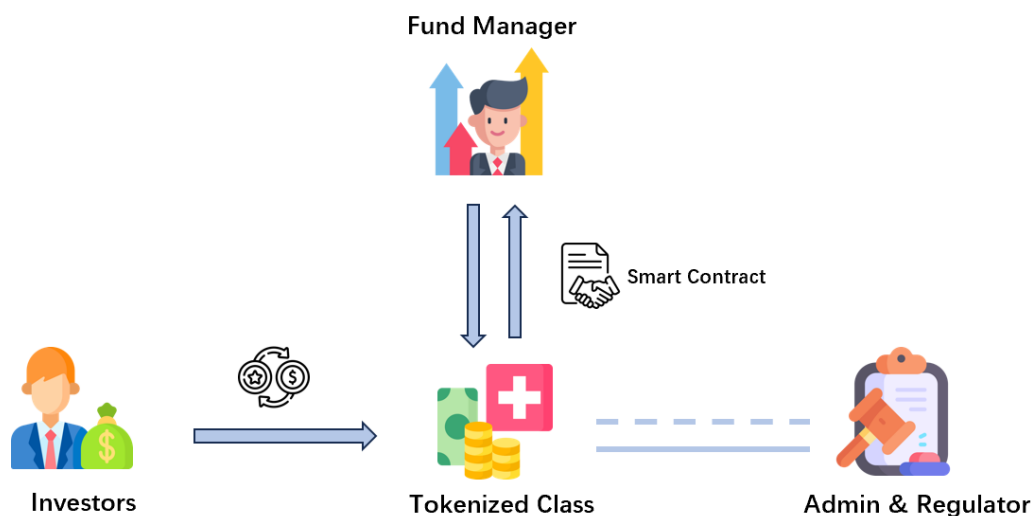 Fund Manager
Smart Contract
$
$
Investors
Tokenized Class
Admin & Regulator